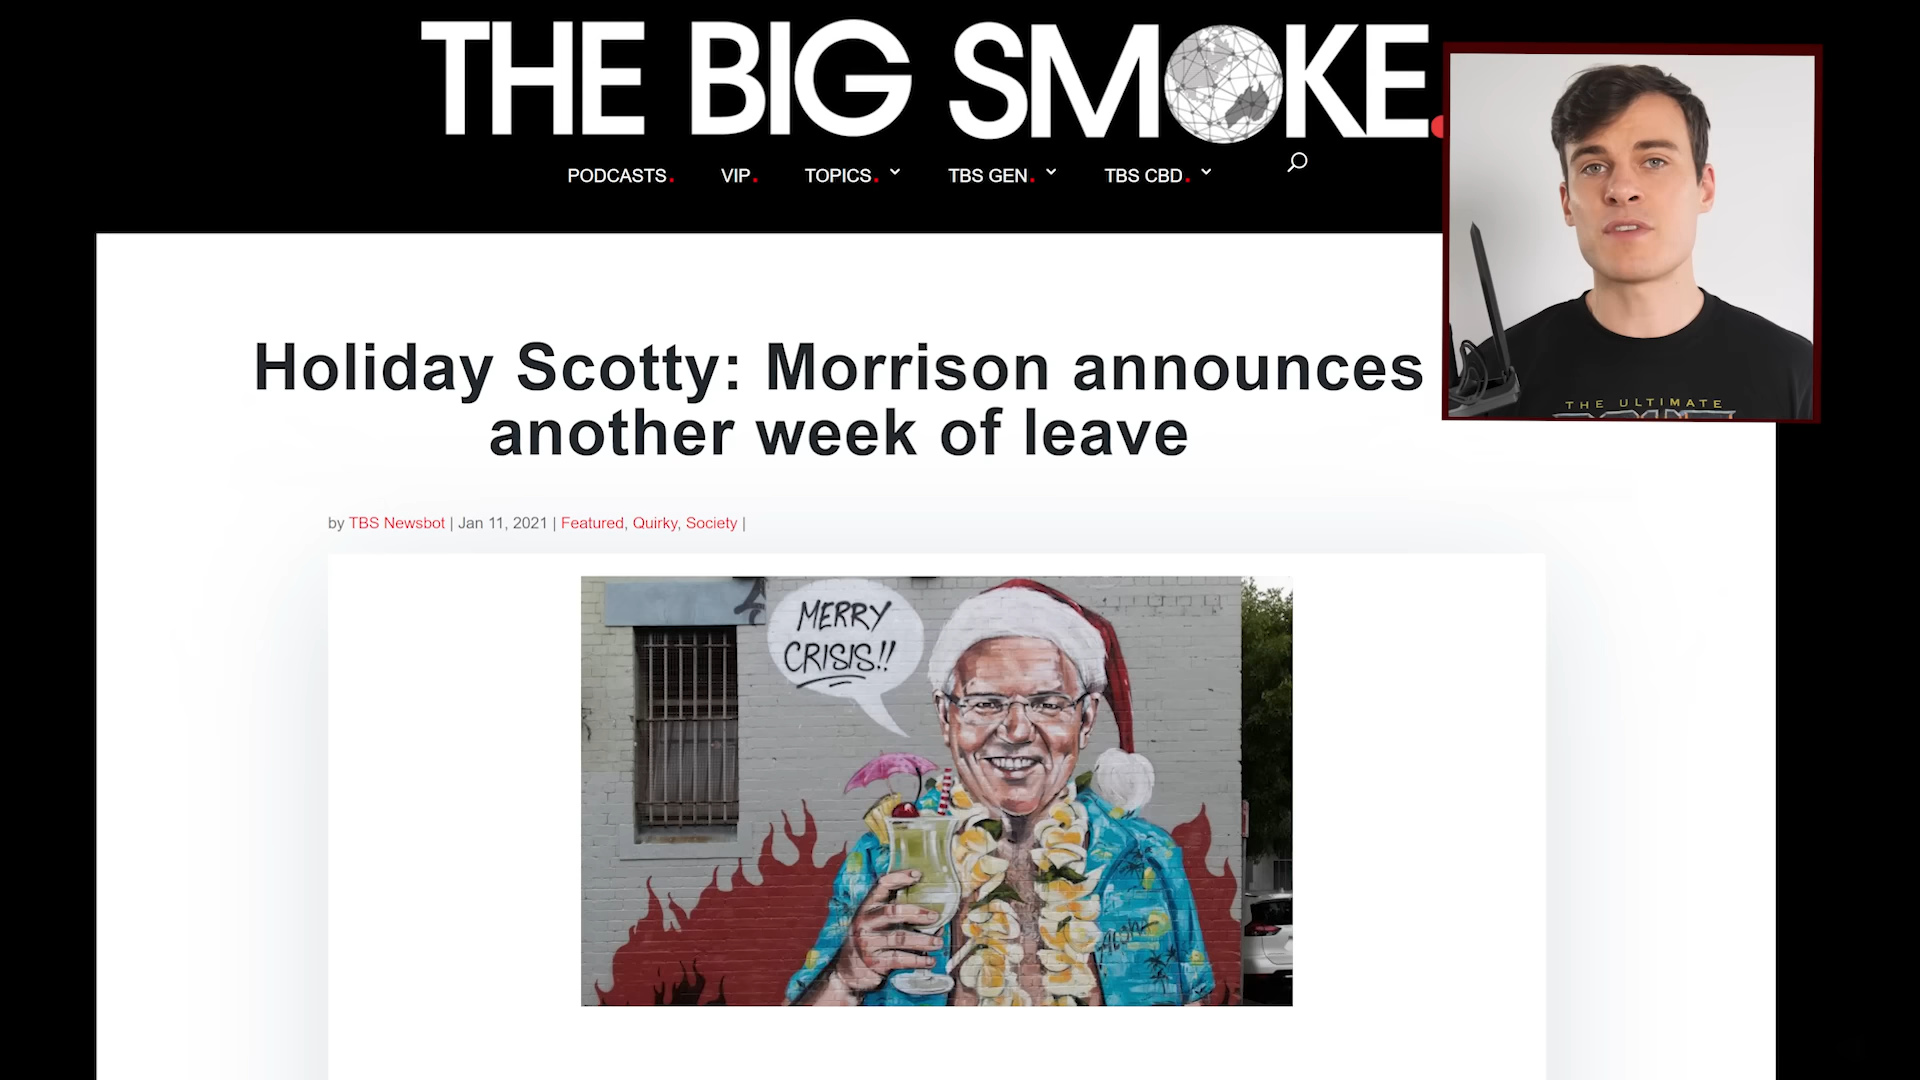 THE BIG SMOKE.
PODCASTS. VIP. TOPICS. TBS GEN. TBS CBD.
Holiday Scotty: Morrison announces
another week of leave
by TBS Newsbot | Jan 11, 2021 | Featured, Quirky, Society |
MERRY
CRISIS!!
THE ULTIMATE